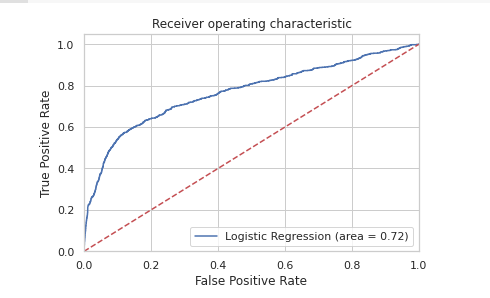 Receiver operating characteristic
1.0
0.8
0.6
0.4
0.2
0.0
True Positive Rate
Logistic Regression (area = 0.72)
0.0 0.2 0.4 0.6 0.8 1.0
False Positive Rate